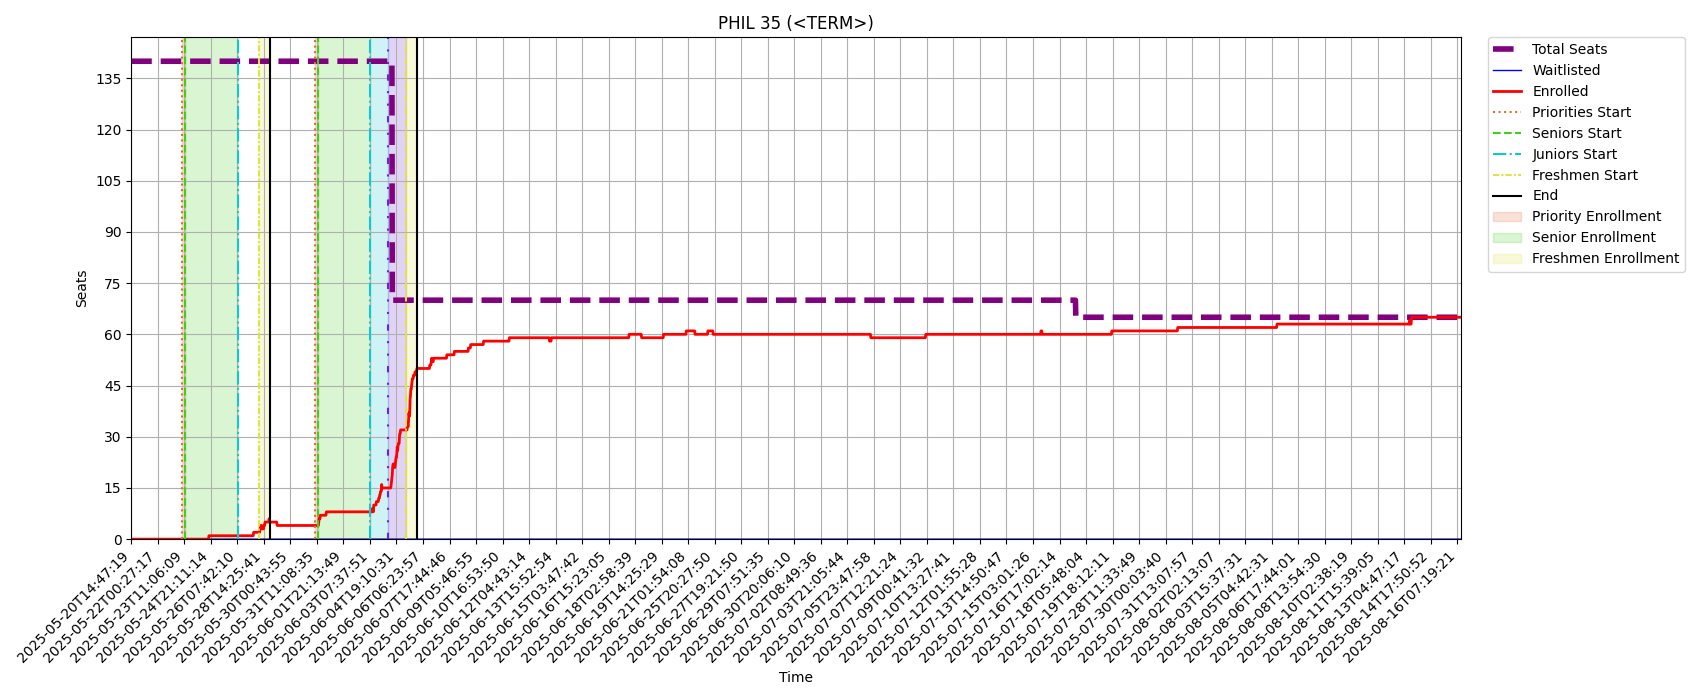 PHIL 35 (<TERM>)
Total Seats
Waitlisted
Enrolled
Priorities Start
Seniors Start
Juniors Start
Freshmen Start
End
Priority Enrollment
Senior Enrollment
Freshmen Enrollment
Seats
135
120
105
90
75
60
45
30
15
0
2025-05-20T14:47:19
2025-05-22T00:27:17
2025-05-23T11:06:09
2025-05-24T21:11:14
2025-05-26T07:42:10
2025-05-28T14:25:41
2025-05-30T00:43:55
2025-05-31T11:08:35
2025-06-01T21:13:49
2025-06-03T07:37:51
2025-06-04T19:10:31
2025-06-06T06:23:57
2025-06-07T17:44:46
2025-06-09T05:46:55
2025-06-10T16:53:50
2025-06-12T04:43:14
2025-06-13T15:52:54
2025-06-15T03:47:42
2025-06-16T15:23:05
2025-06-18T02:58:39
2025-06-19T14:25:29
2025-06-21T01:54:08
2025-06-25T20:27:50
2025-06-27T19:21:50
2025-06-29T07:51:35
2025-06-30T20:06:10
2025-07-02T08:49:36
2025-07-03T21:05:44
2025-07-05T23:47:58
2025-07-07T12:21:24
2025-07-09T00:41:32
2025-07-10T13:27:41
2025-07-12T01:55:28
2025-07-13T14:50:47
2025-07-15T03:01:26
2025-07-16T17:02:14
2025-07-18T05:48:04
2025-07-19T18:12:11
2025-07-28T11:33:49
2025-07-30T00:03:40
2025-07-31T13:07:57
2025-08-02T02:13:07
2025-08-03T15:37:31
2025-08-05T04:42:31
2025-08-06T17:44:01
2025-08-08T13:54:30
2025-08-10T02:38:19
2025-08-11T15:39:05
2025-08-13T04:47:17
2025-08-14T17:50:52
2025-08-16T07:19:21
Time